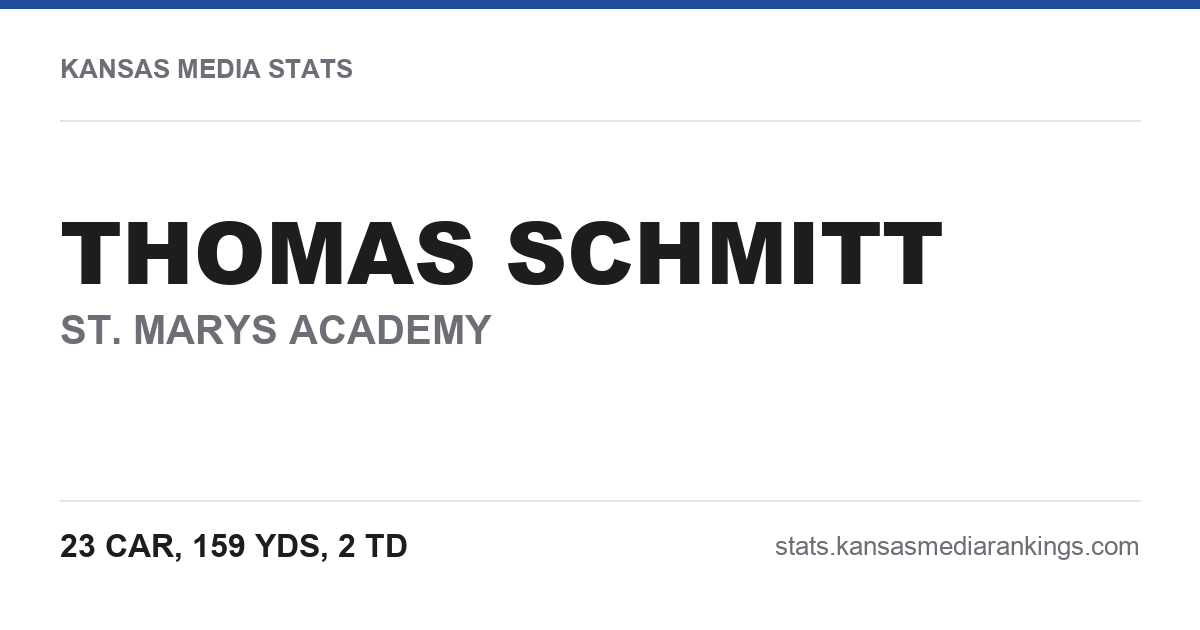 KANSAS MEDIA STATS
THOMAS SCHMITT
ST. MARYS ACADEMY
23 CAR, 159 YDS, 2 TD
stats.kansasmediarankings.com